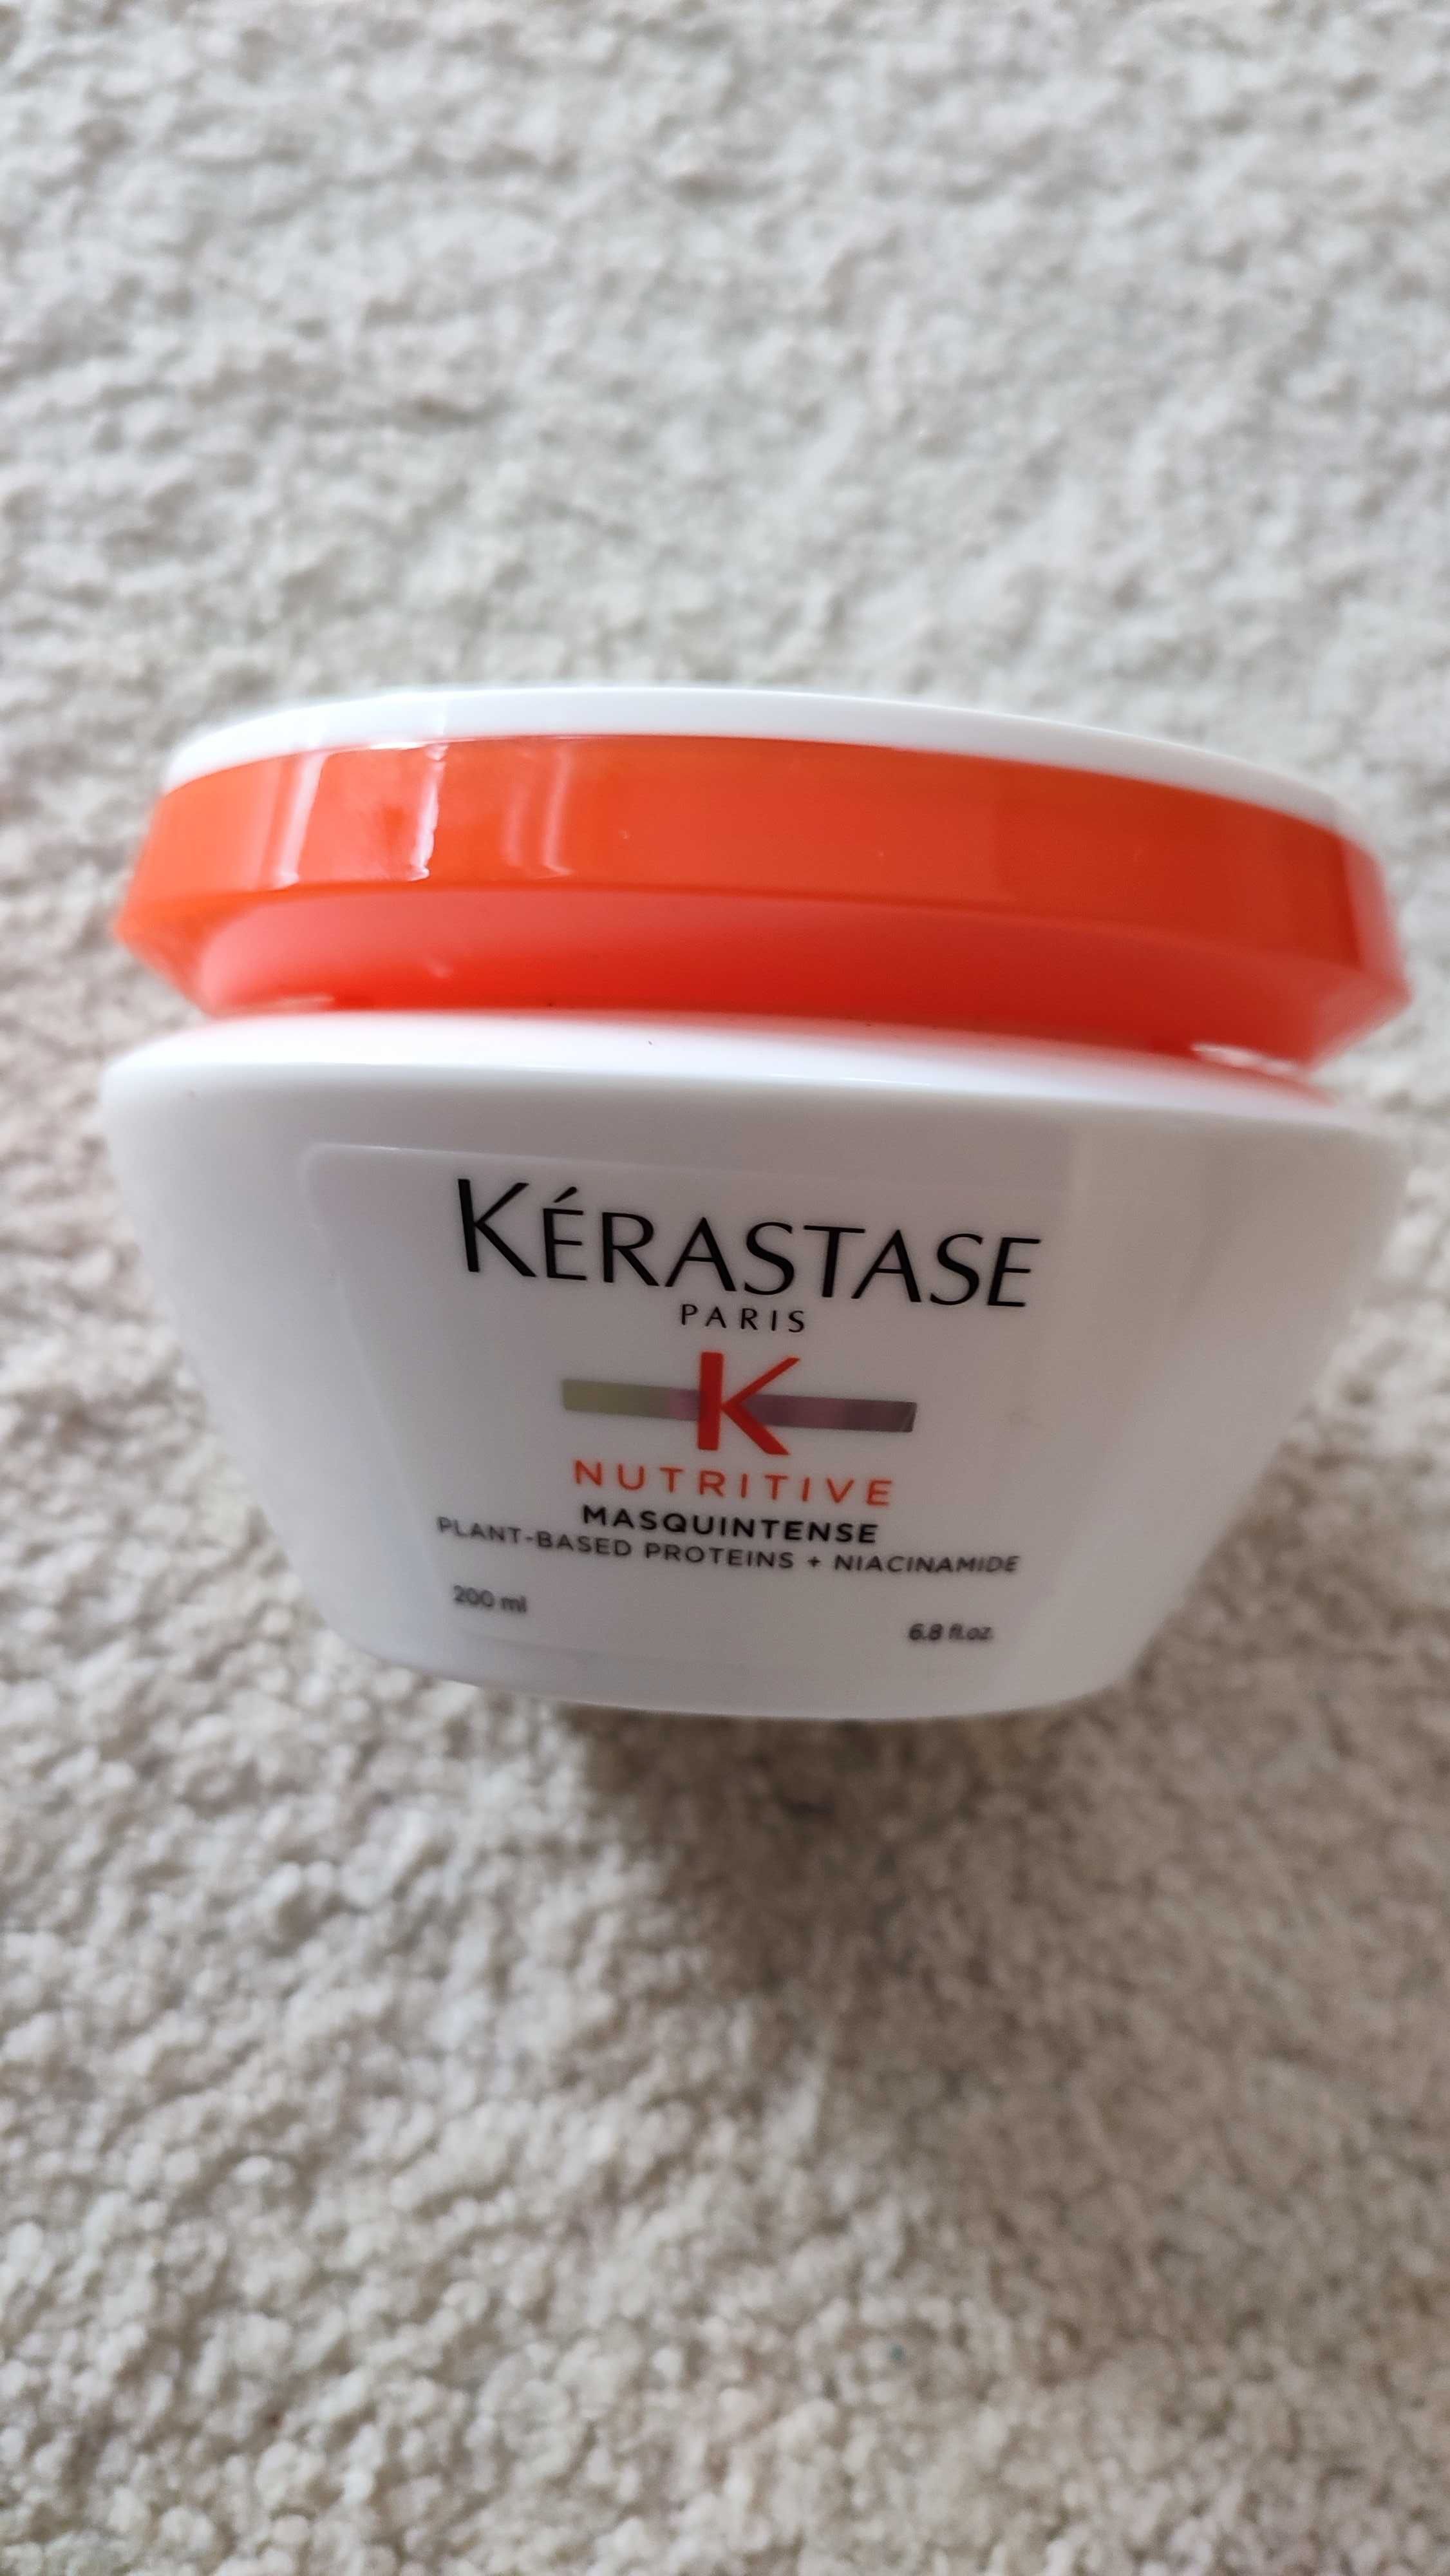 KÉRASTASE
PARIS
K
NUTRITIVE
MASQUINTENSE
PLANT-BASED PROTEINS + NIACINAMIDE
200 ml
6.8 fl.oz.